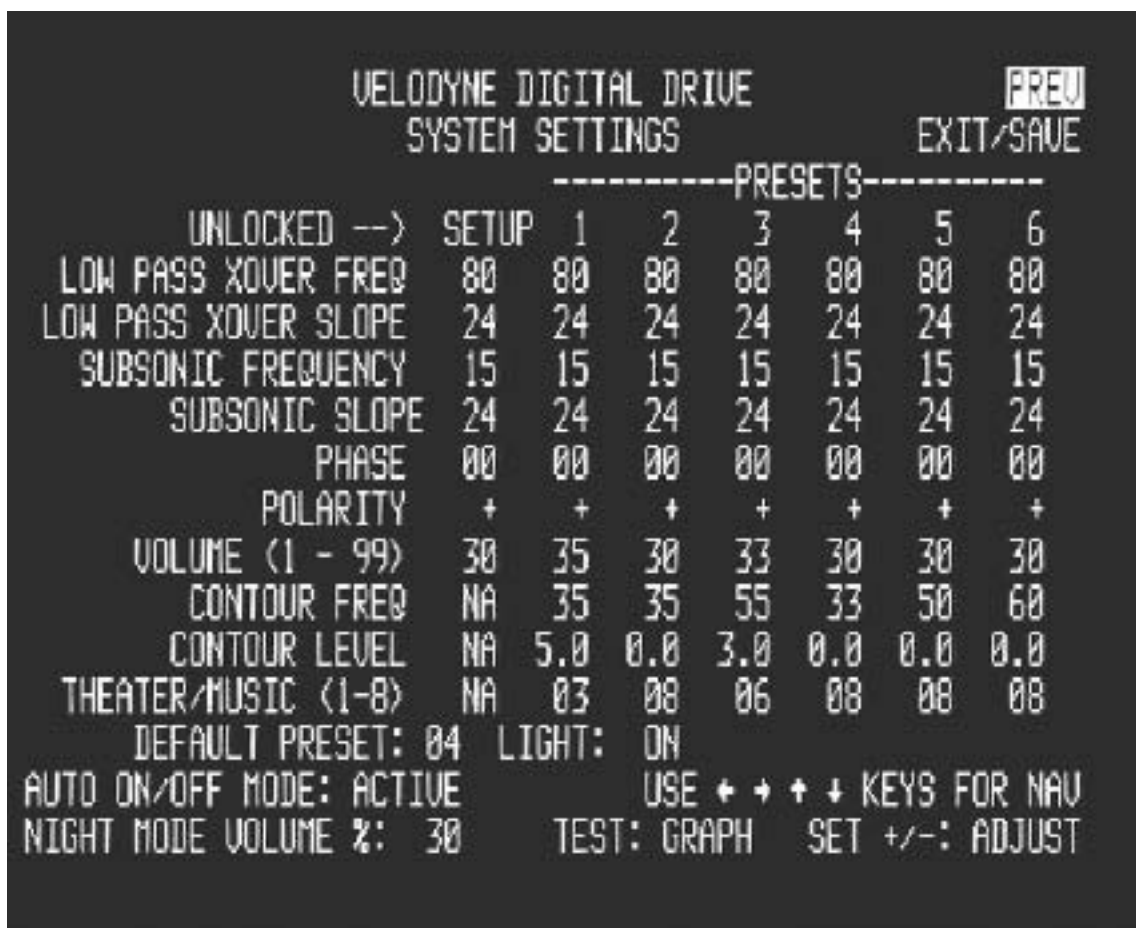 VELODYNE DIGITAL DRIVE PREV
SYSTEM SETTINGS EXIT/SAVE
----------PRESETS----------
UNLOCKED --> SETUP 1 2 3 4 5 6
LOW PASS XOVER FREQ 80 80 80 80 80 80 80
LOW PASS XOVER SLOPE 24 24 24 24 24 24 24
SUBSONIC FREQUENCY 15 15 15 15 15 15 15
SUBSONIC SLOPE 24 24 24 24 24 24 24
PHASE 00 00 00 00 00 00 00
POLARITY + + + + + + +
VOLUME (1 - 99) 30 35 30 33 30 30 30
CONTOUR FREQ NA 35 35 55 33 50 60
CONTOUR LEVEL NA 5.0 0.0 3.0 0.0 0.0 0.0
THEATER/MUSIC (1-8) NA 03 08 06 08 08 08
DEFAULT PRESET: 04 LIGHT: ON
AUTO ON/OFF MODE: ACTIVE USE ← → ↑ ↓ KEYS FOR NAV
NIGHT MODE VOLUME %: 30 TEST: GRAPH SET +/-: ADJUST